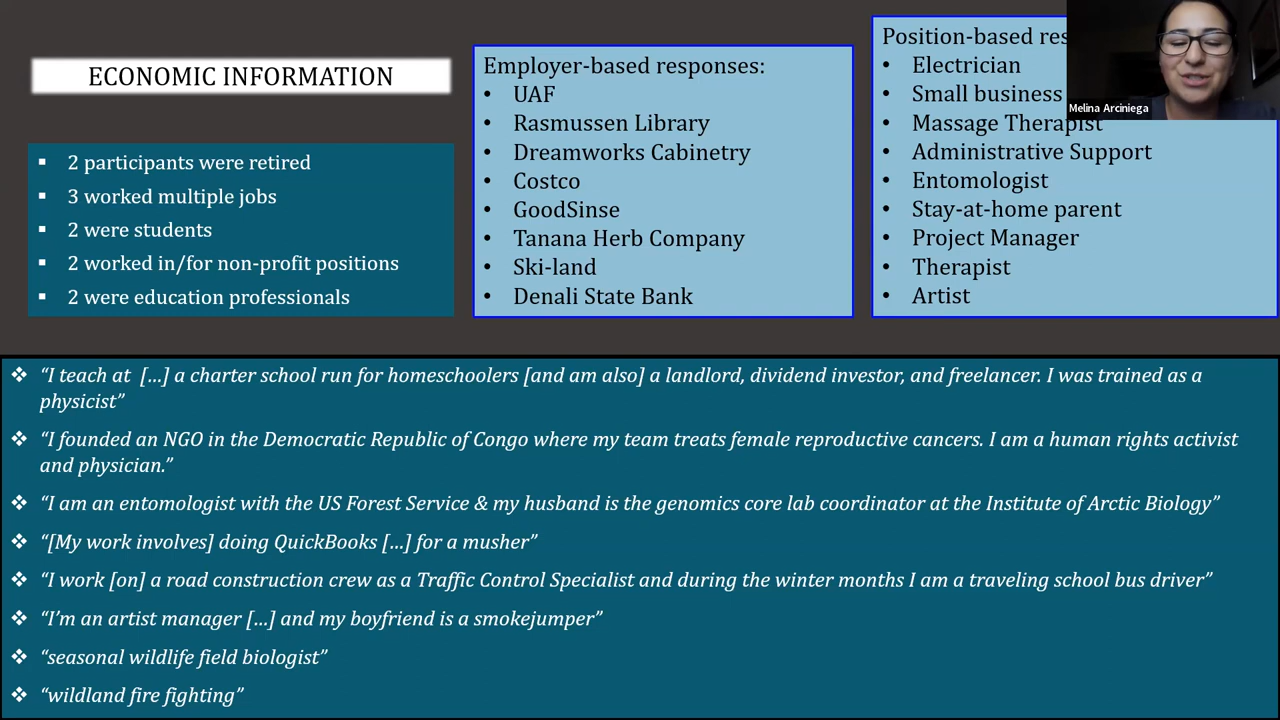 ECONOMIC INFORMATION
2 participants were retired
3 worked multiple jobs
2 were students
2 worked in/for non-profit positions
2 were education professionals
Employer-based responses:
• UAF
• Rasmussen Library
• Dreamworks Cabinetry
• Costco
• GoodSinse
• Tanana Herb Company
• Ski-land
• Denali State Bank
Position-based
• Electrician
• Small business
• Massage Therapist
• Administrative Support
• Entomologist
• Stay-at-home parent
• Project Manager
• Therapist
• Artist
Melina Arciniega
“I teach at […] a charter school run for homeschoolers [and am also] a landlord, dividend investor, and freelancer. I was trained as a
physicist”
“I founded an NGO in the Democratic Republic of Congo where my team treats female reproductive cancers. I am a human rights activist
and physician.”
“I am an entomologist with the US Forest Service & my husband is the genomics core lab coordinator at the Institute of Arctic Biology”
“[My work involves] doing QuickBooks […] for a musher”
“I work [on] a road construction crew as a Traffic Control Specialist and during the winter months I am a traveling school bus driver”
“I’m an artist manager […] and my boyfriend is a smokejumper”
“seasonal wildlife field biologist”
“wildland fire fighting”